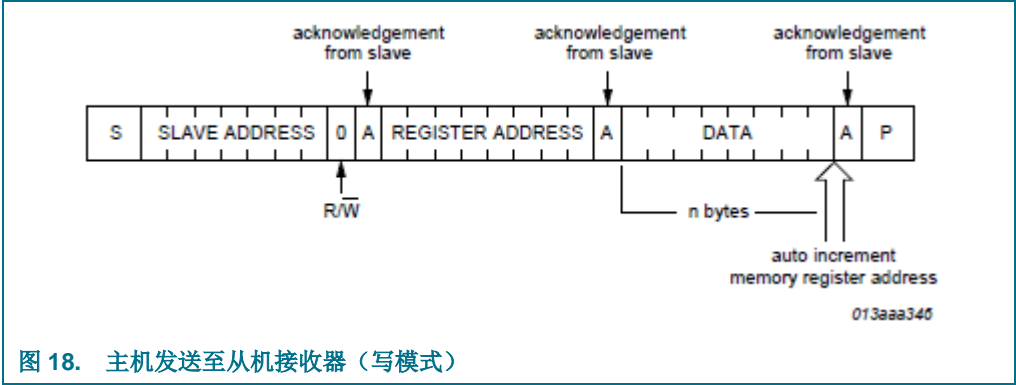 acknowledgement from slave
acknowledgement from slave
acknowledgement from slave
S SLAVE ADDRESS 0 A REGISTER ADDRESS A DATA A P
R/W̅
n bytes
auto increment
memory register address
013aaa346
图 18. 主机发送至从机接收器（写模式）